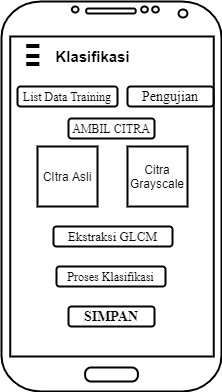 Klasifikasi
List Data Training
Pengujian
AMBIL CITRA
CItra Asli
Citra
Grayscale
Ekstraksi GLCM
Proses Klasifikasi
SIMPAN